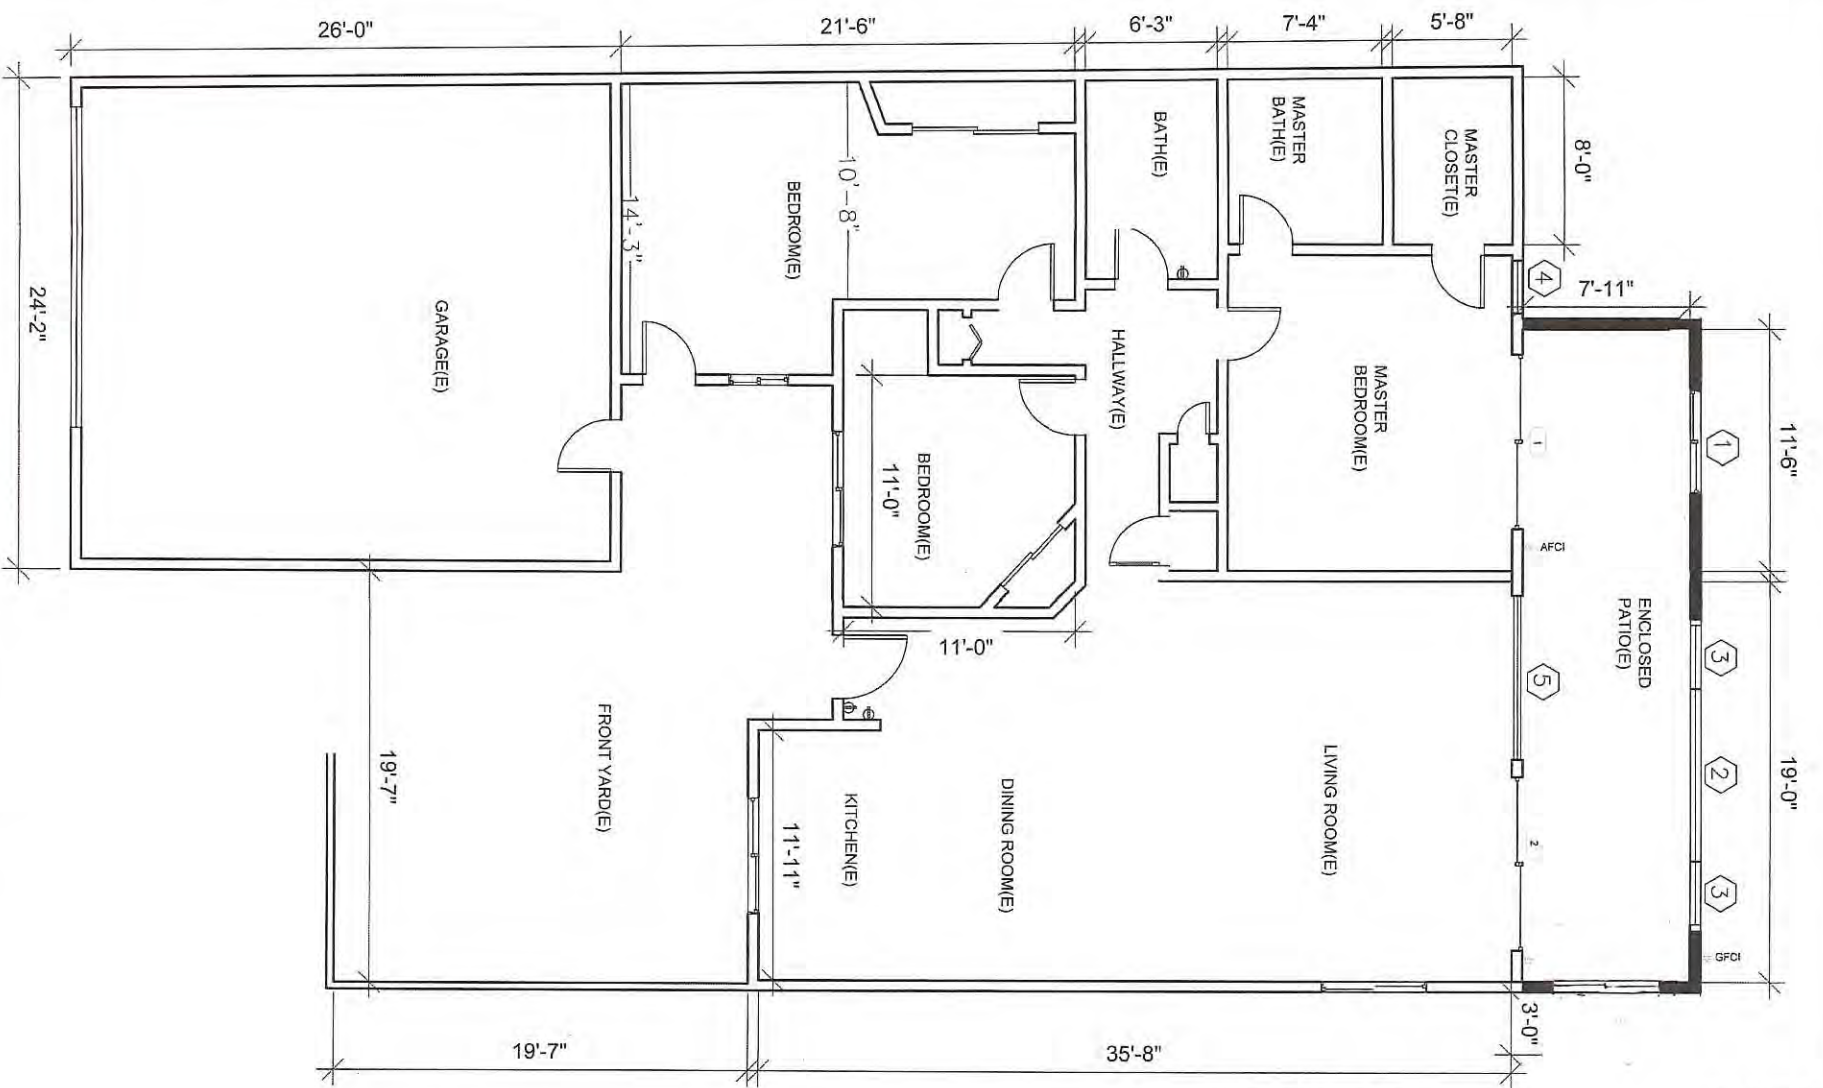 26'-0"
21'-6"
6'-3"
7'-4"
5'-8"
8'-0"
MASTER
CLOSET(E)
MASTER
BATH(E)
BATH(E)
10'-8"
BEDROOM(E)
14'-3"
24'-2"
GARAGE(E)
4
7'-11"
HALLWAY(E)
MASTER
BEDROOM(E)
1
1
11'-6"
BEDROOM(E)
11'-0"
AFCI
ENCLOSED
PATIO(E)
11'-0"
3
5
2
3
19'-0"
FRONT YARD(E)
19'-7"
KITCHEN(E)
11'-11"
DINING ROOM(E)
LIVING ROOM(E)
2
GFCI
3'-0"
19'-7"
35'-8"